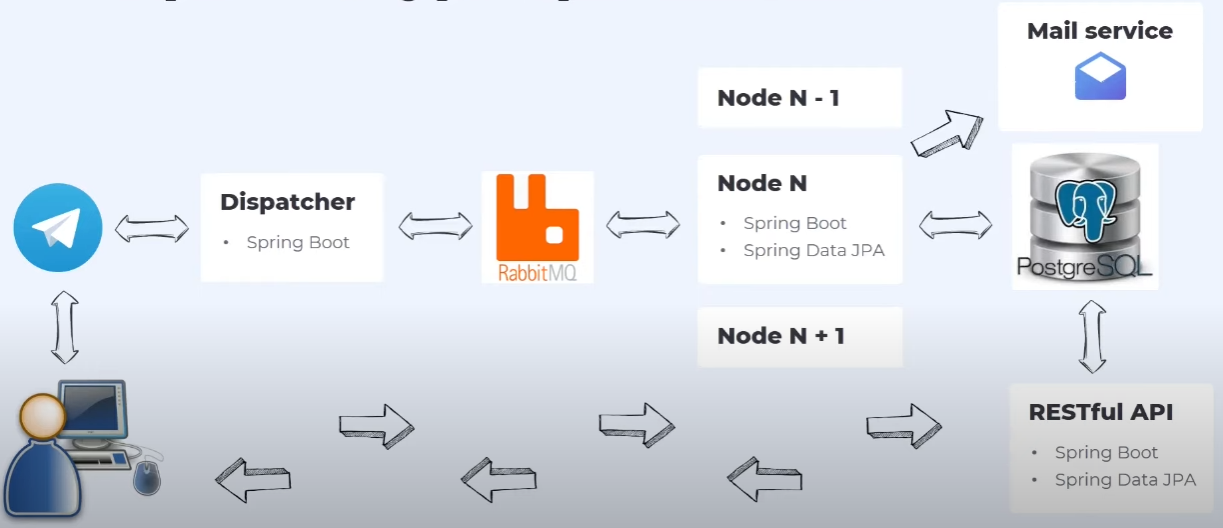 Mail service
Node N - 1
Dispatcher
• Spring Boot
RabbitMQ
Node N
• Spring Boot
• Spring Data JPA
PostgreSQL
Node N + 1
RESTful API
• Spring Boot
• Spring Data JPA